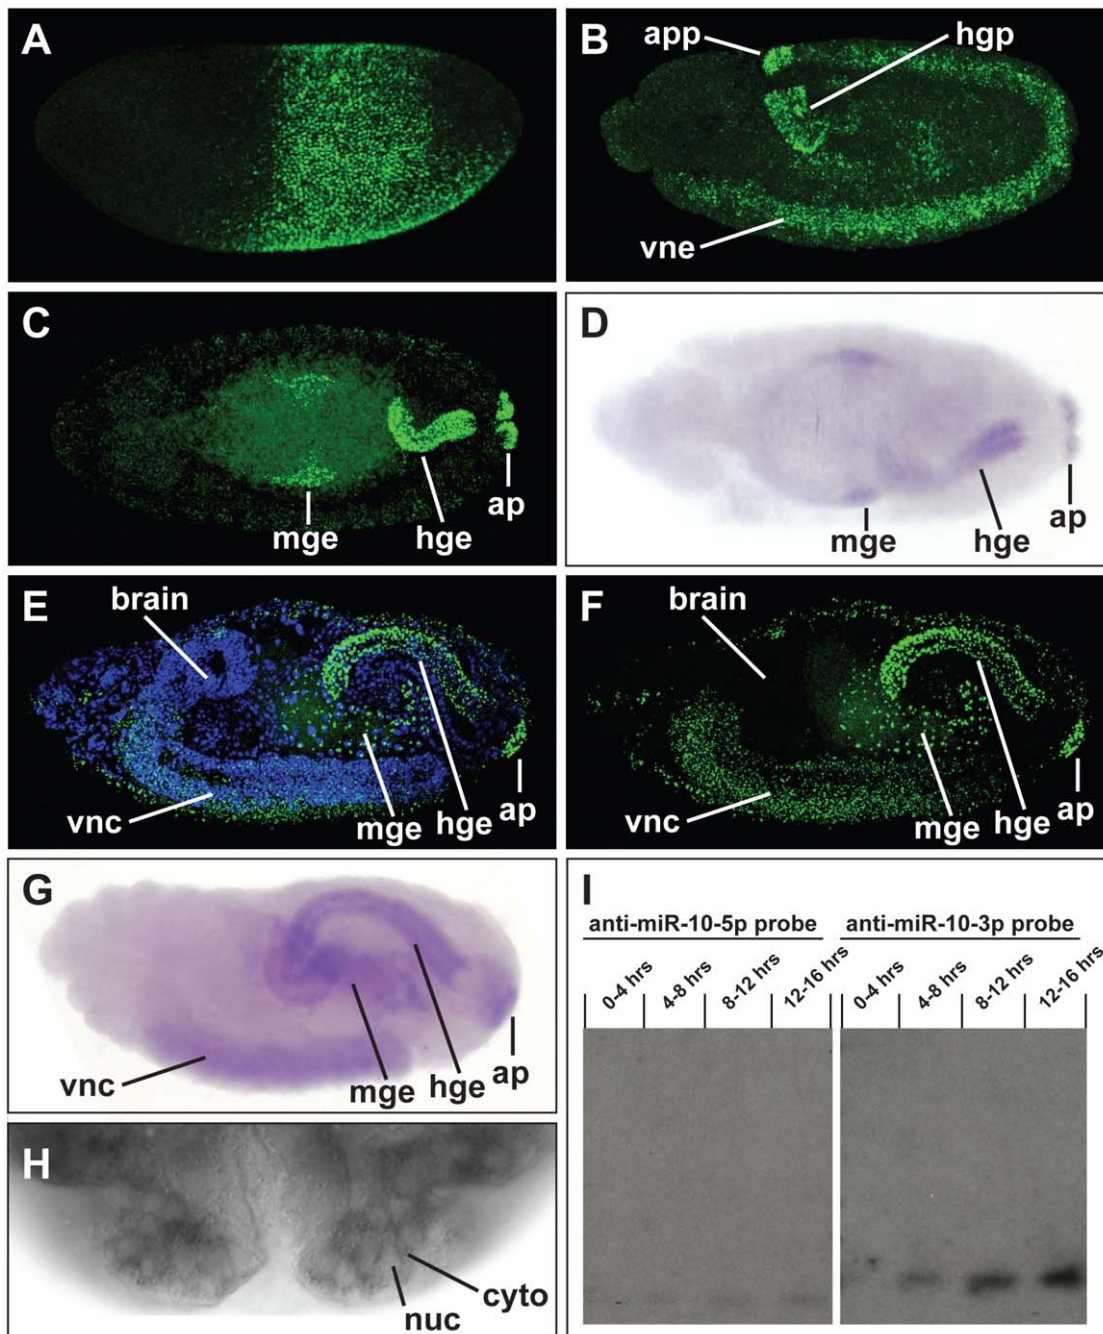 A
B
app
hgp
vne
C
mge
hge
ap
D
mge
hge
ap
E
brain
vnc
mge
hge
ap
F
brain
vnc
mge
hge
ap
G
vnc
mge
hge
ap
H
cyto
nuc
I
anti-miR-10-5p probe
anti-miR-10-3p probe
0-4 hrs
4-8 hrs
8-12 hrs
12-16 hrs
0-4 hrs
4-8 hrs
8-12 hrs
12-16 hrs